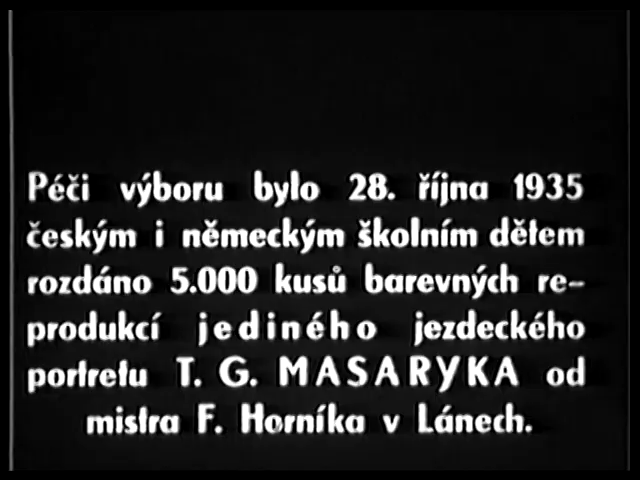 Péči výboru bylo 28. října 1935
českým i německým školním dětem
rozdáno 5.000 kusů barevných re-
produkcí jediného jezdeckého
portretu T. G. MASARYKA od
mistra F. Horníka v Lánech.